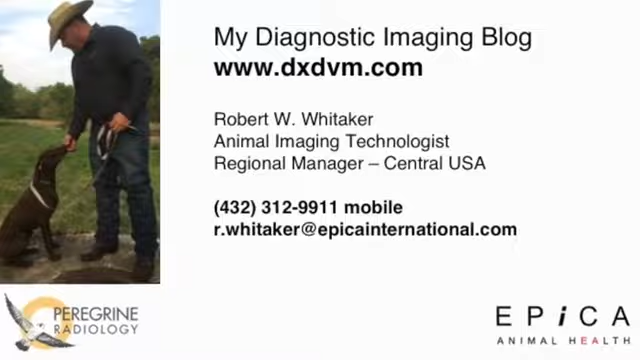 My Diagnostic Imaging Blog
www.dxdvm.com
Robert W. Whitaker
Animal Imaging Technologist
Regional Manager – Central USA
(432) 312-9911 mobile
r.whitaker@epicainternational.com
PEREGRINE
RADIOLOGY
EPiCA
ANIMAL HEALTH